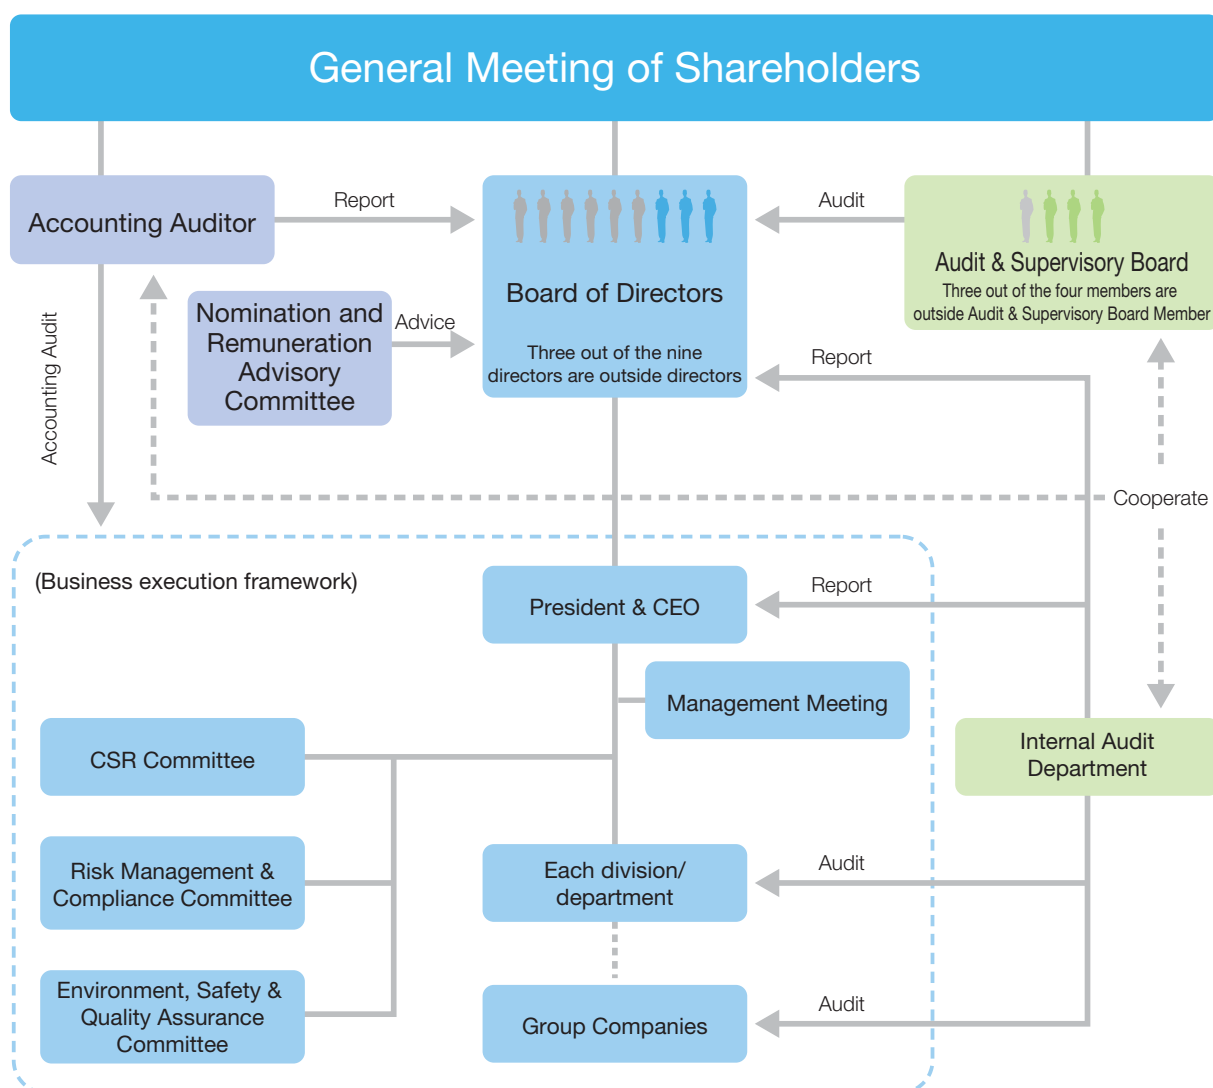 General Meeting of Shareholders
Accounting Auditor
Report
Audit
Audit & Supervisory Board
Three out of the four members are
outside Audit & Supervisory Board Member
Board of Directors
Three out of the nine
directors are outside directors
Nomination and
Remuneration
Advisory
Committee
Advice
Report
Accounting Audit
Cooperate
(Business execution framework)
President & CEO
Report
Management Meeting
CSR Committee
Internal Audit
Department
Risk Management &
Compliance Committee
Each division/
department
Audit
Environment, Safety &
Quality Assurance
Committee
Group Companies
Audit